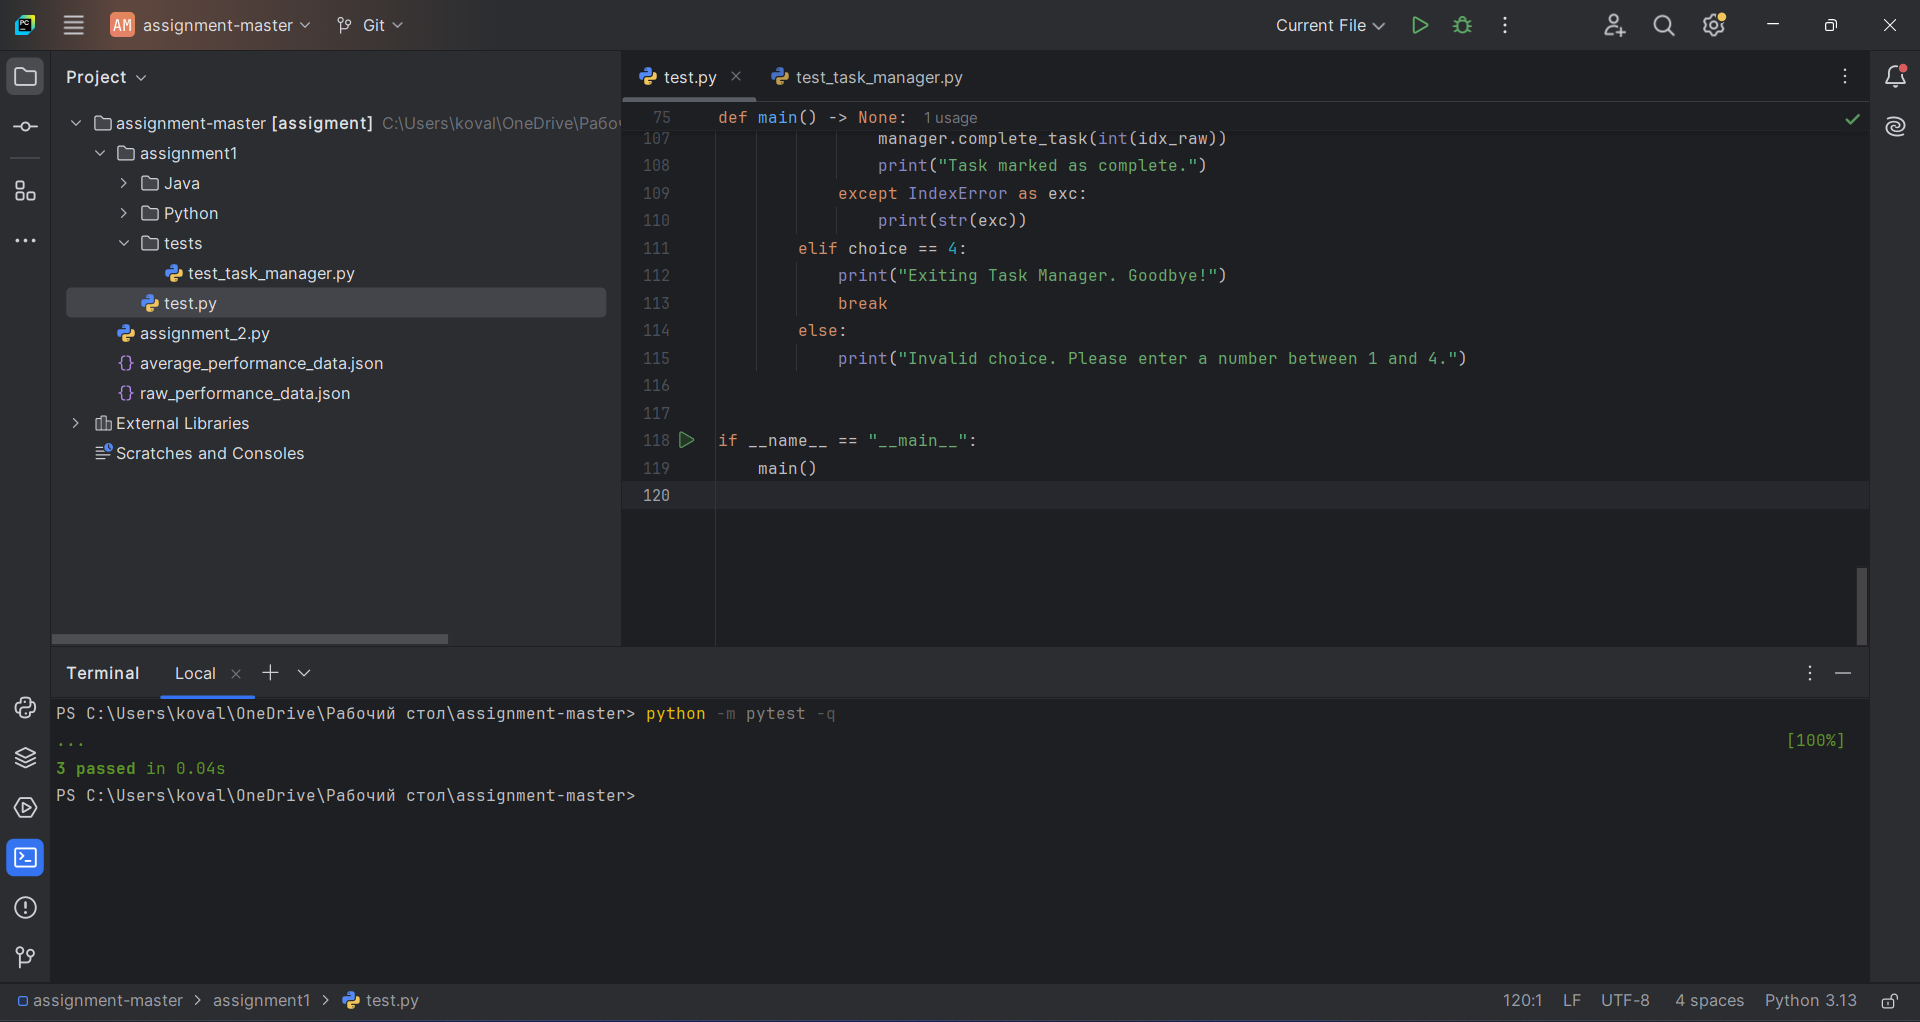 AM assignment-master Git Current File
Project
assignment-master [assigment] C:\Users\koval\OneDrive\Рабо
assignment1
Java
Python
tests
test_task_manager.py
test.py
assignment_2.py
average_performance_data.json
raw_performance_data.json
External Libraries
Scratches and Consoles
test.py test_task_manager.py
75 def main() -> None: 1 usage
107 manager.complete_task(int(idx_raw))
108 print("Task marked as complete.")
109 except IndexError as exc:
110 print(str(exc))
111 elif choice == 4:
112 print("Exiting Task Manager. Goodbye!")
113 break
114 else:
115 print("Invalid choice. Please enter a number between 1 and 4.")
116
117
118 if __name__ == "__main__":
119 main()
120
Terminal Local
PS C:\Users\koval\OneDrive\Рабочий стол\assignment-master> python -m pytest -q
... [100%]
3 passed in 0.04s
PS C:\Users\koval\OneDrive\Рабочий стол\assignment-master>
assignment-master > assignment1 > test.py 120:1 LF UTF-8 4 spaces Python 3.13